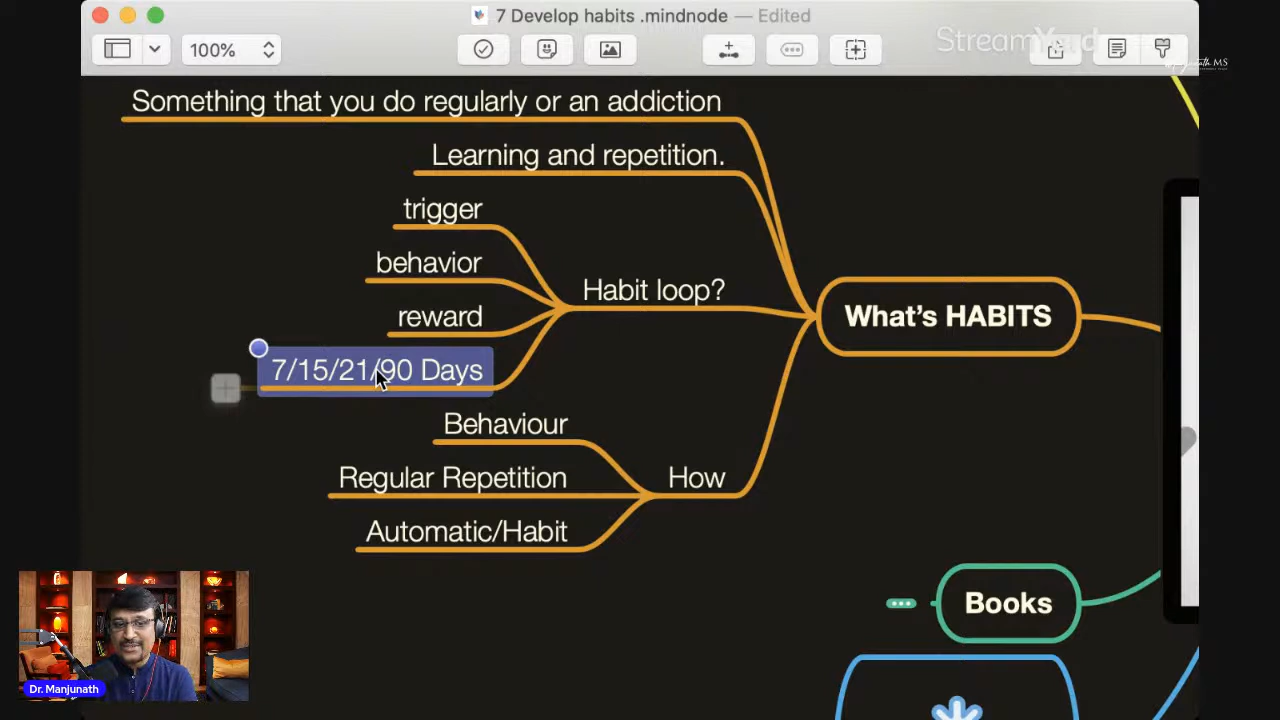 7 Develop habits .mindnode — Edited
100%
StreamYard
Manjunath MS
Something that you do regularly or an addiction
Learning and repetition.
trigger
behavior
reward
7/15/21/90 Days
Habit loop?
What's HABITS
Behaviour
Regular Repetition
Automatic/Habit
How
Books
Dr. Manjunath